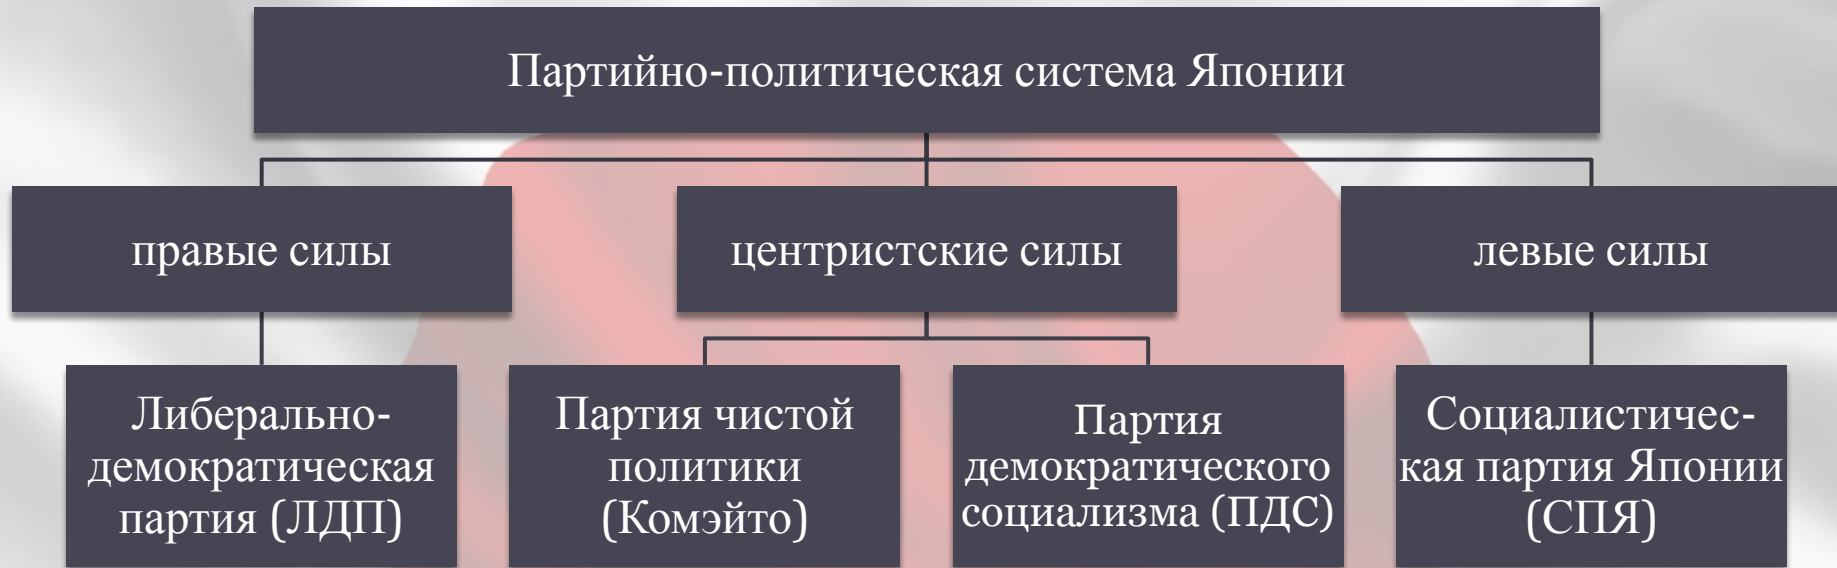 Партийно-политическая система Японии
правые силы
центристские силы
левые силы
Либерально-
демократическая
партия (ЛДП)
Партия чистой
политики
(Комэйто)
Партия
демократического
социализма (ПДС)
Социалистичес-
кая партия Японии
(СПЯ)